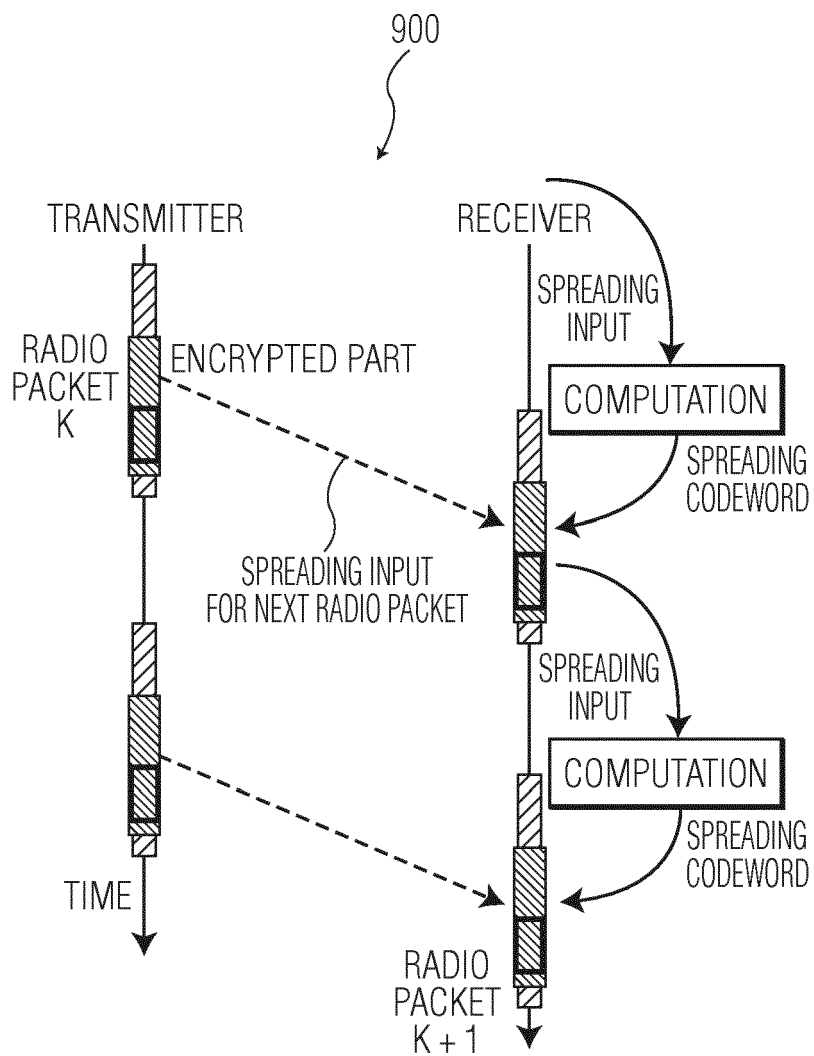 900
TRANSMITTER
RECEIVER
SPREADING
INPUT
RADIO
PACKET
K
ENCRYPTED PART
COMPUTATION
SPREADING
CODEWORD
SPREADING INPUT
FOR NEXT RADIO PACKET
SPREADING
INPUT
COMPUTATION
SPREADING
CODEWORD
TIME
RADIO
PACKET
K + 1